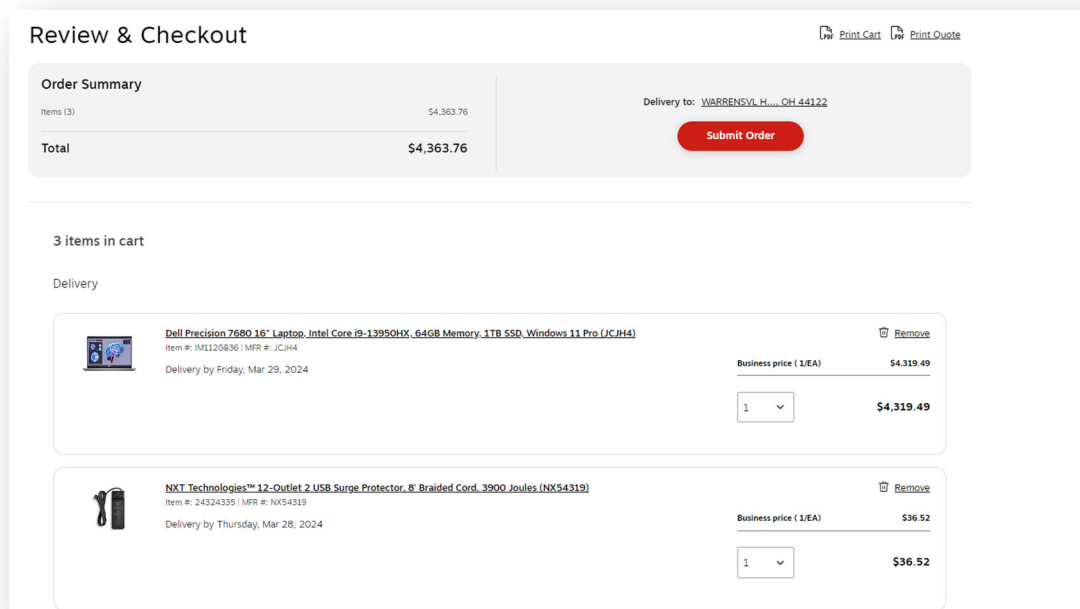 Review & Checkout
Print Cart Print Quote
Order Summary
Items (3) $4,363.76
Total $4,363.76
Delivery to: WARRENSVL H..., OH 44122
Submit Order
3 items in cart
Delivery
Dell Precision 7680 16" Laptop, Intel Core i9-13950HX, 64GB Memory, 1TB SSD, Windows 11 Pro (JCJH4)
Remove
Item #: IM112GB36 | MFR #: JCJH4
Delivery by Friday, Mar 29, 2024
Business price ( 1/EA) $4,319.49
1 $4,319.49
NXT Technologies™ 12-Outlet 2 USB Surge Protector, 8' Braided Cord, 3900 Joules (NX54319)
Remove
Item #: 24324335 | MFR #: NX54319
Delivery by Thursday, Mar 28, 2024
Business price ( 1/EA) $36.52
1 $36.52